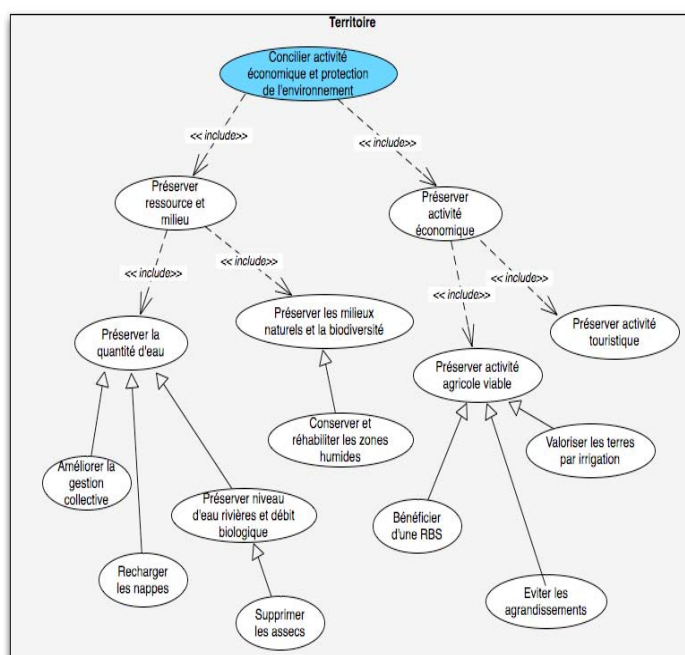 Territoire
Concilier activité
économique et protection
de l'environnement
<< include>>
<< include>>
Préserver
ressource et
milieu
Préserver
activité
économique
<< include>>
<< include>>
<< include>>
<< include>>
Préserver la
quantité d'eau
Préserver les milieux
naturels et la biodiversité
Préserver activité
touristique
Préserver activité
agricole viable
Conserver et
réhabiliter les zones
humides
Valoriser les terres
par irrigation
Améliorer la
gestion
collective
Préserver niveau
d'eau rivières et débit
biologique
Bénéficier
d'une RBS
Recharger
les nappes
Eviter les
agrandissements
Supprimer
les assecs